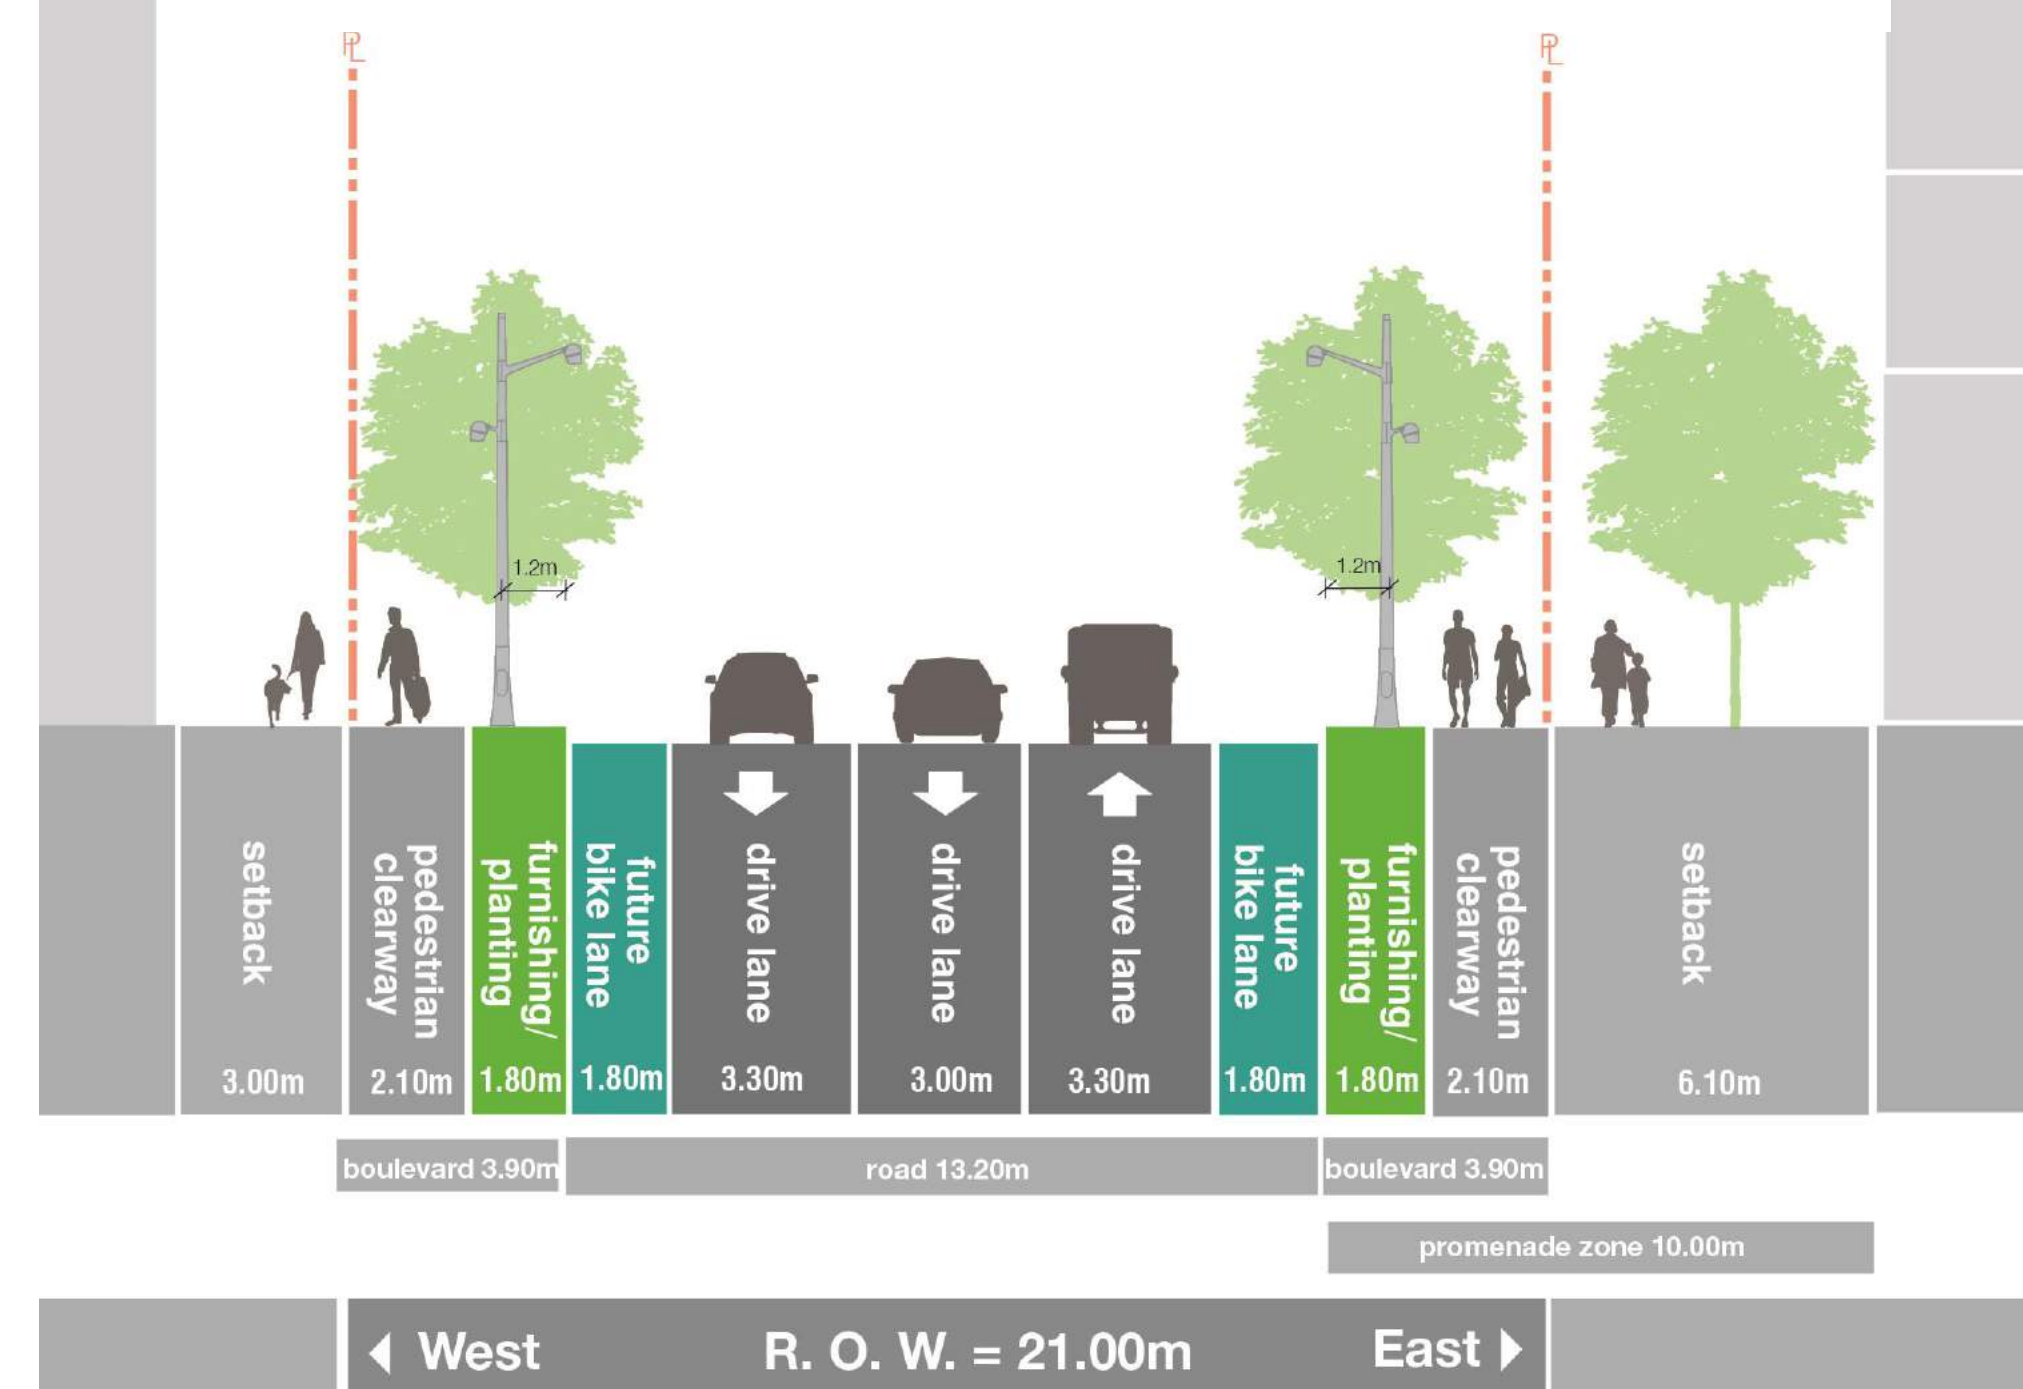 PL
PL
1.2m
1.2m
setback
3.00m
pedestrian
clearway
2.10m
furnishing/
planting
1.80m
future
bike lane
1.80m
drive lane
3.30m
drive lane
3.00m
drive lane
3.30m
future
bike lane
1.80m
furnishing/
planting
1.80m
pedestrian
clearway
2.10m
setback
6.10m
boulevard 3.90m
road 13.20m
boulevard 3.90m
promenade zone 10.00m
West
R. O. W. = 21.00m
East